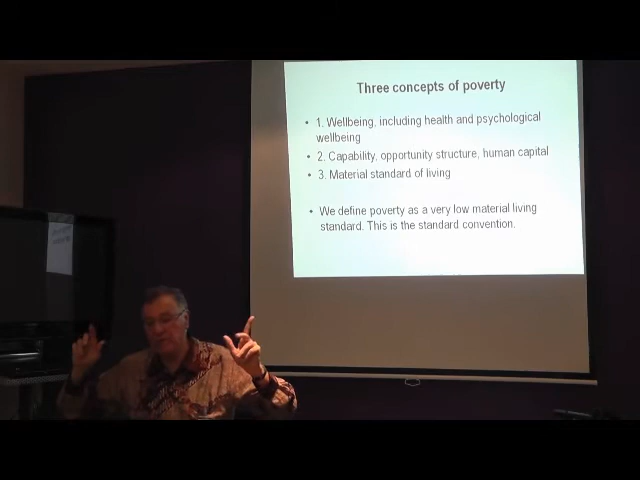 Three concepts of poverty
• 1. Wellbeing, including health and psychological
wellbeing
• 2. Capability, opportunity structure, human capital
• 3. Material standard of living
• We define poverty as a very low material living
standard. This is the standard convention.